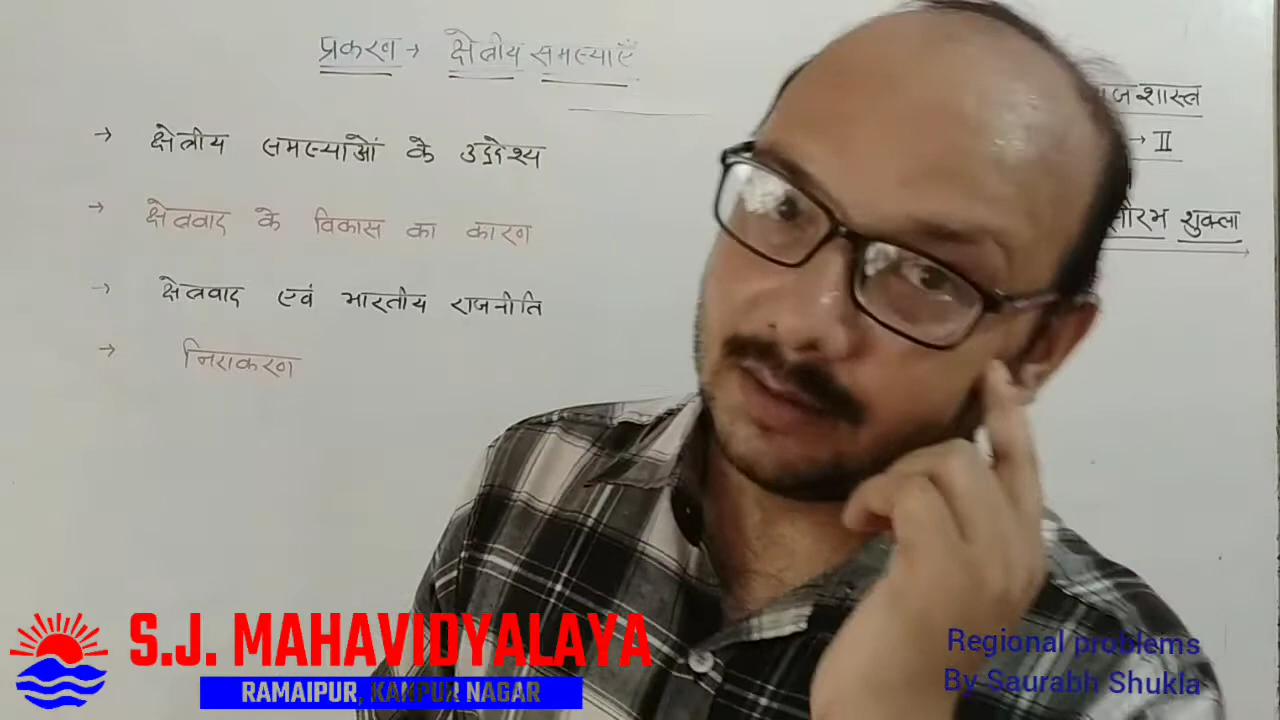 प्रकरण → क्षेत्रीय समस्याएँ
→ क्षेत्रीय समस्याओं के उद्देश्य
→ क्षेत्रवाद के विकास का कारण
→ क्षेत्रवाद एवं भारतीय राजनीति
→ निराकरण
→ II
शुक्ला
S.J. MAHAVIDYALAYA
RAMAIPUR, KANPUR NAGAR
Regional problems
By Saurabh Shukla